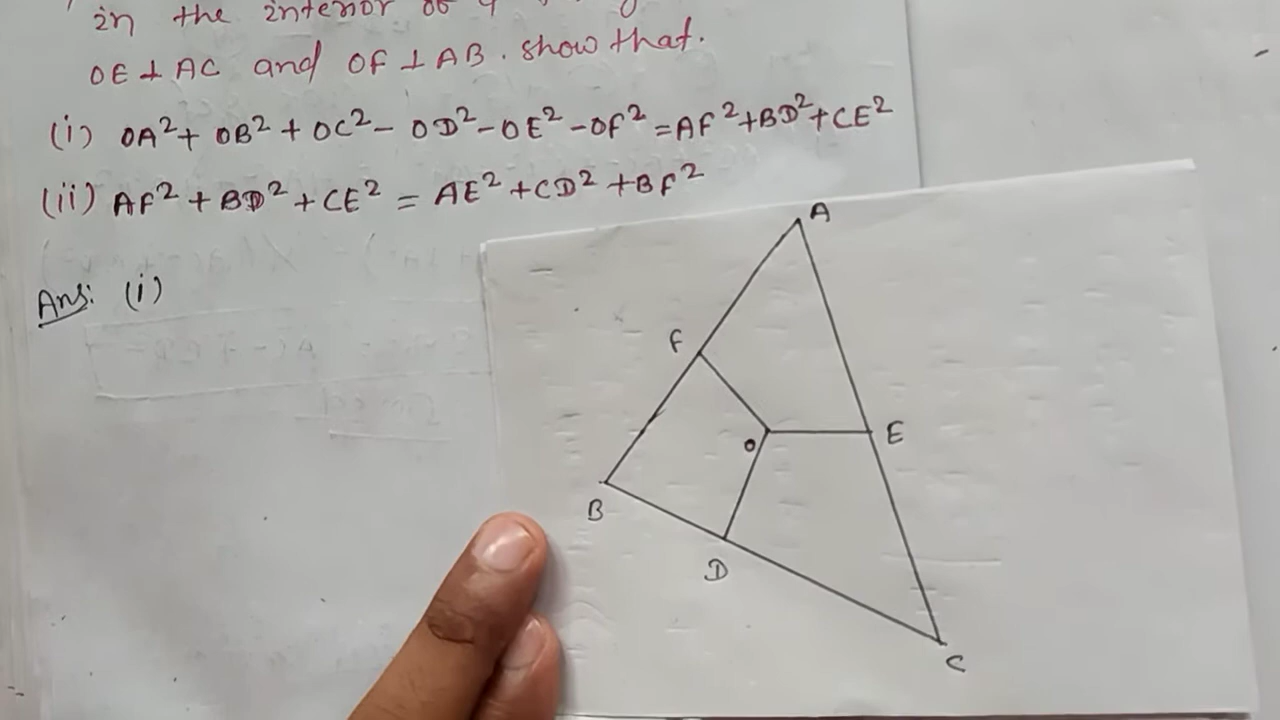 in the interior of
OE ⊥ AC and OF ⊥ AB. show that.
(i) OA² + OB² + OC² - OD² - OE² - OF² = AF² + BD² + CE²
(ii) AF² + BD² + CE² = AE² + CD² + BF²
Ans: (i)
A
F
O
E
B
D
C